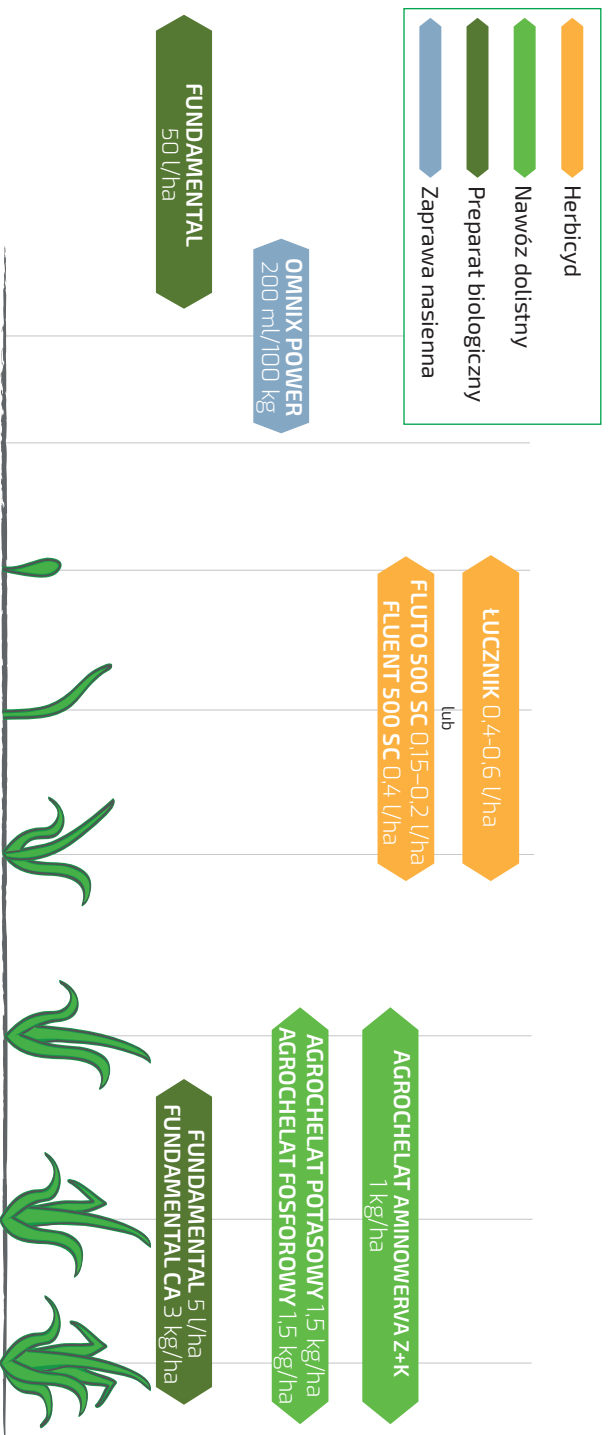 Herbicyd
Nawóz dolistny
Preparat biologiczny
Zaprawa nasienna
ŁUCZNIK 0,4-0,6 l/ha
lub
FLUTO 500 SC 0,15–0,2 l/ha
FLUENT 500 SC 0,4 l/ha
AGROCHELAT AMINOWERVA Z+K
1 kg/ha
OMNIX POWER
200 ml/100 kg
AGROCHELAT POTASOWY 1,5 kg/ha
AGROCHELAT FOSFOROWY 1,5 kg/ha
FUNDAMENTAL
50 l/ha
FUNDAMENTAL 5 l/ha
FUNDAMENTAL CA 3 kg/ha